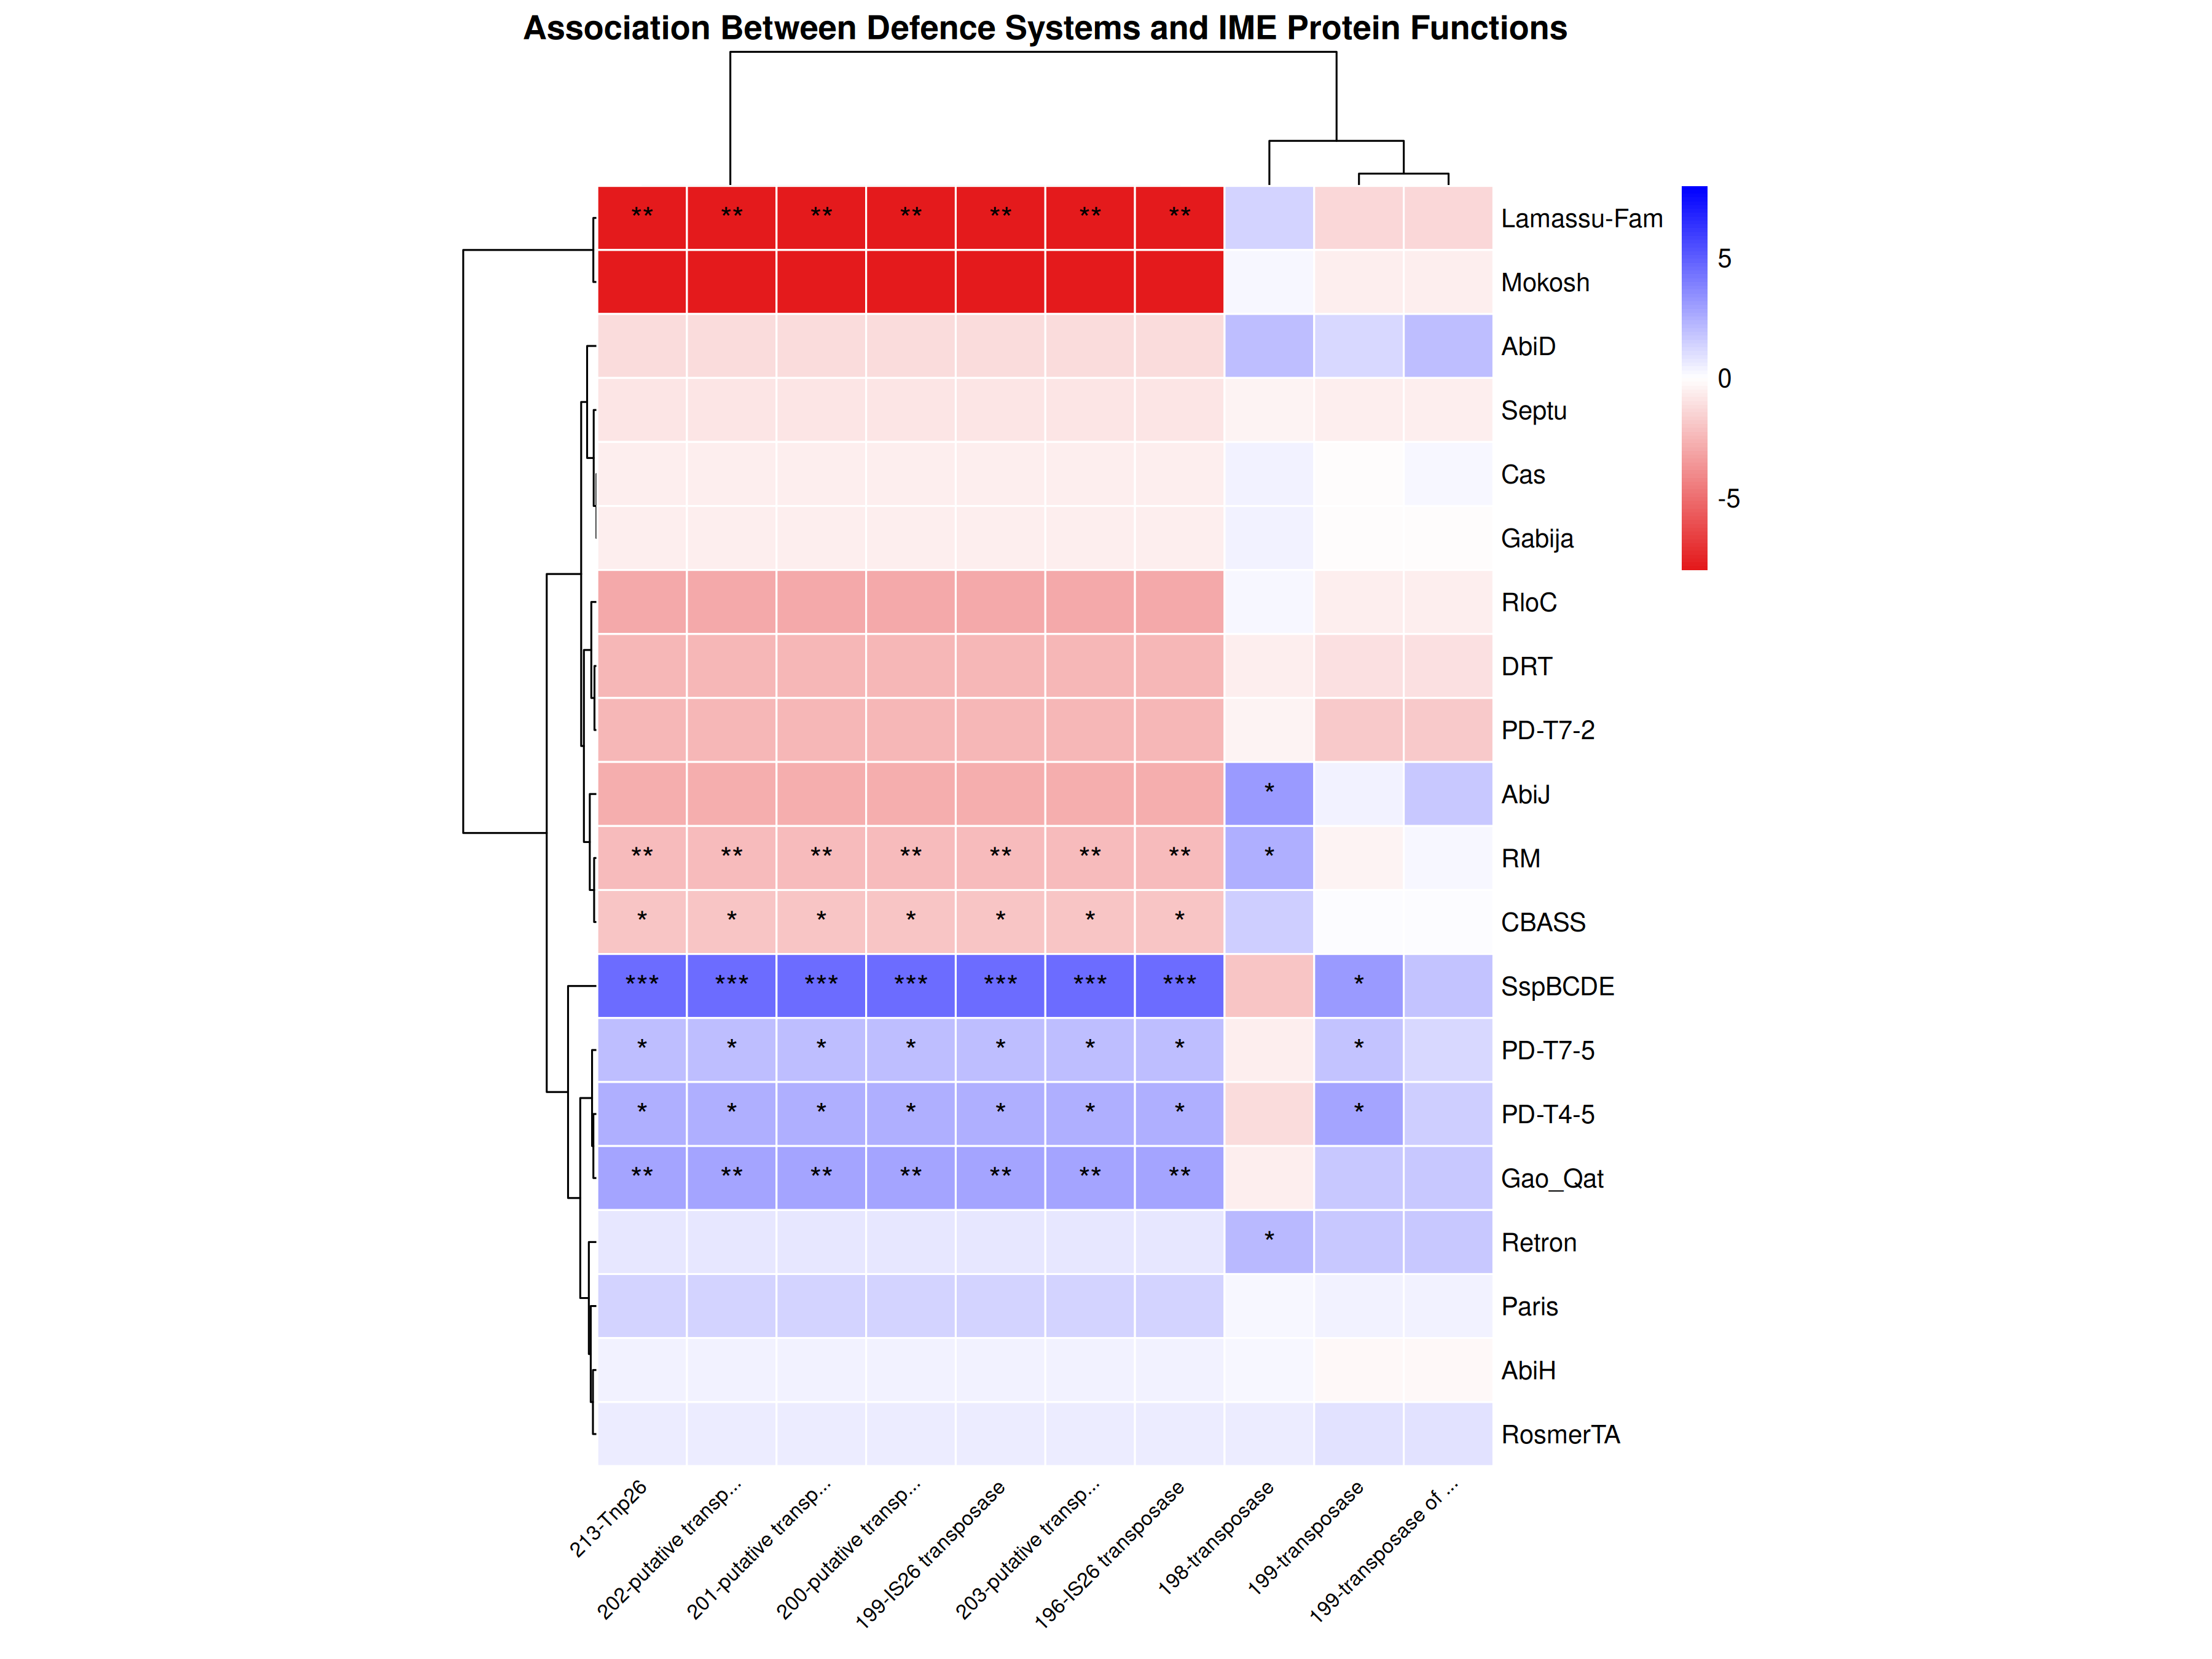 Association Between Defence Systems and IME Protein Functions
** ** ** ** ** ** ** Lamassu-Fam
Mokosh
AbiD
Septu
Cas
Gabija
RloC
DRT
PD-T7-2
* AbiJ
** ** ** ** ** ** ** * RM
* * * * * * * CBASS
*** *** *** *** *** *** *** * SspBCDE
* * * * * * * * PD-T7-5
* * * * * * * * PD-T4-5
** ** ** ** ** ** ** Gao_Qat
* Retron
Paris
AbiH
RosmerTA
5
0
-5
213-Tnp26
202-putative transp...
201-putative transp...
200-putative transp...
199-IS26 transposase
203-putative transp...
196-IS26 transposase
198-transposase
199-transposase
199-transposase of ...